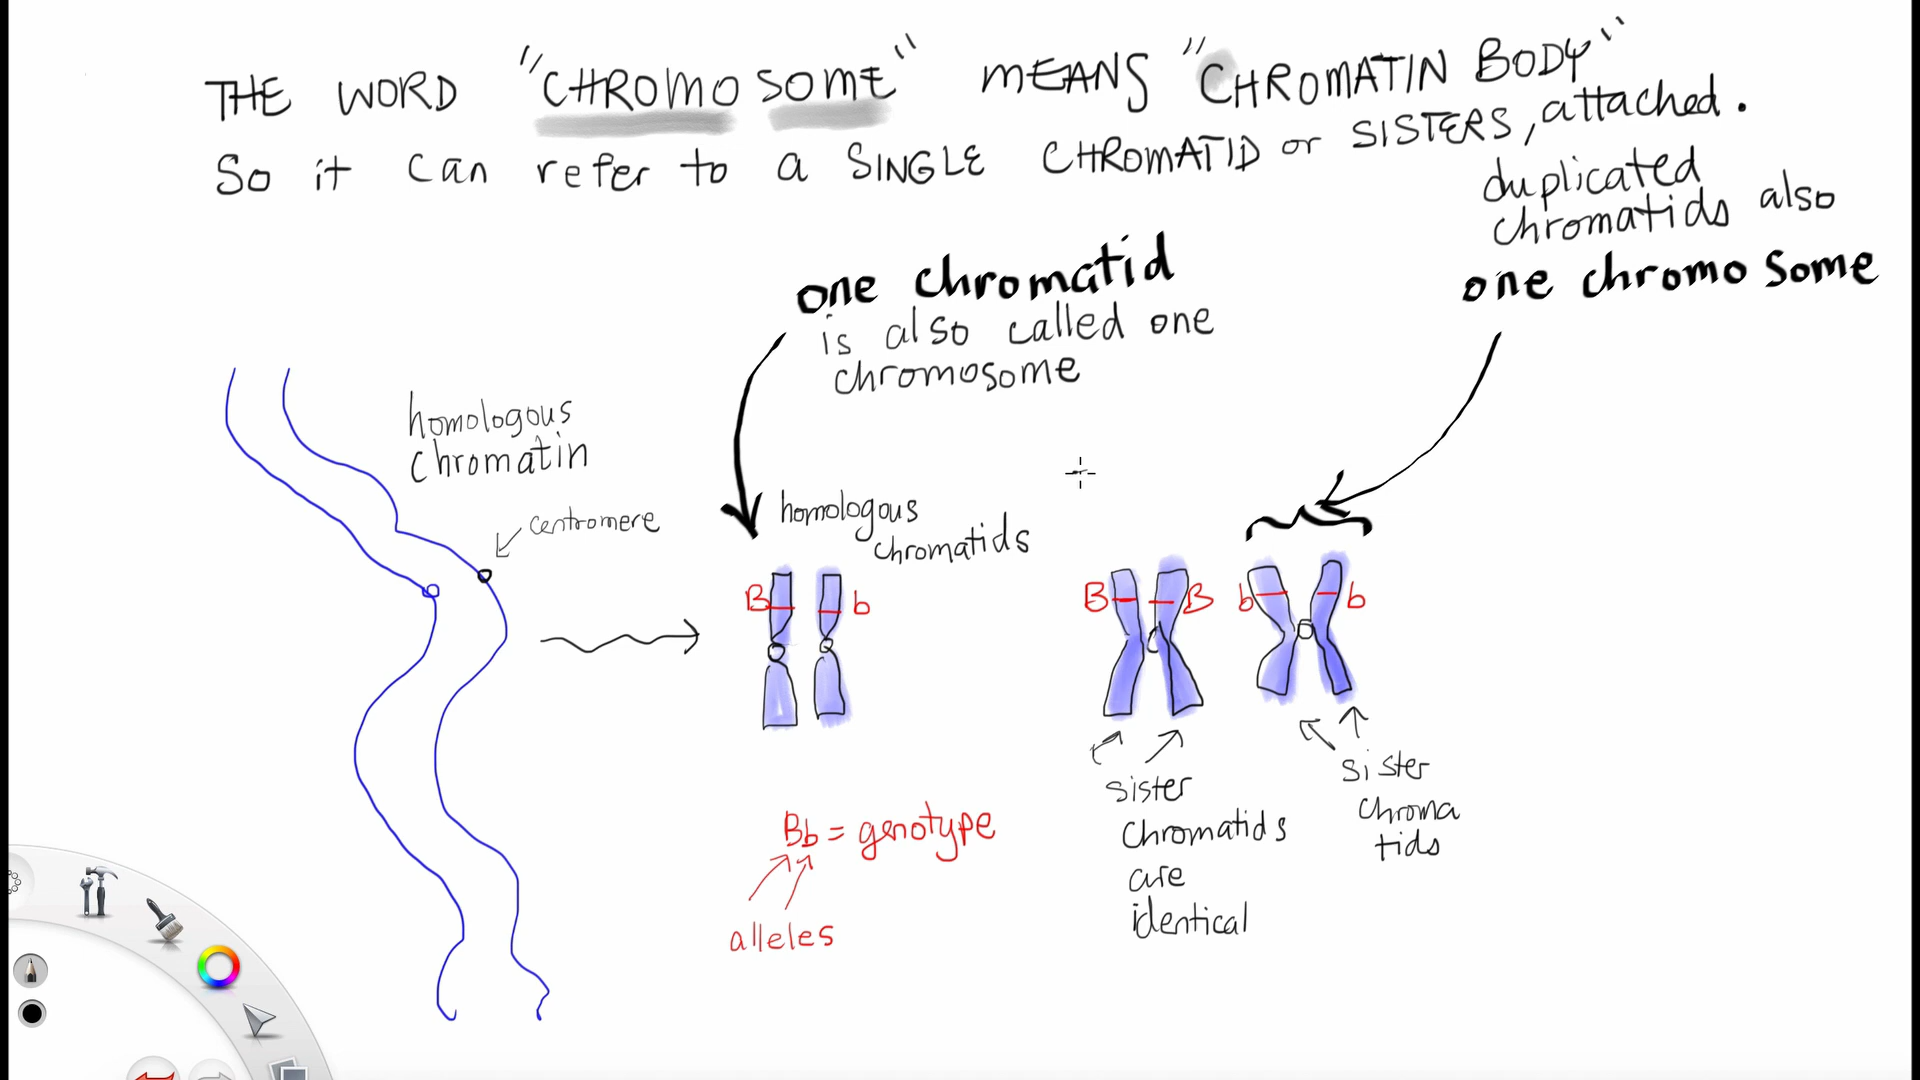 THE WORD "CHROMOSOME" MEANS "CHROMATIN BODY"
So it can refer to a SINGLE CHROMATID or SISTERS, attached.
duplicated
chromatids also
one chromosome
one chromatid
is also called one
chromosome
homologous
chromatin
centromere
homologous
chromatids
B b
B B b b
sister
chromatids
are
identical
sister
chroma
tids
Bb = genotype
alleles